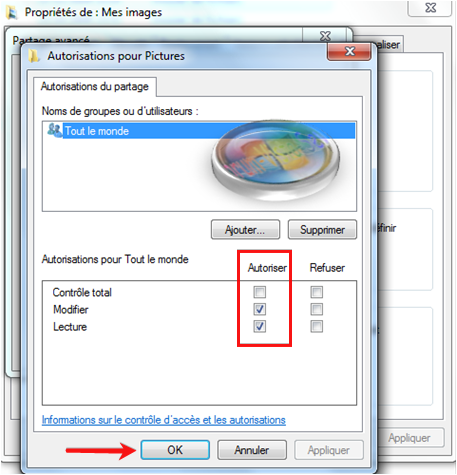 Propriétés de : Mes images
Partage avancé
aliser
Autorisations pour Pictures
Autorisations du partage
Noms de groupes ou d'utilisateurs :
Tout le monde
Ajouter...
Supprimer
éfinir
Autorisations pour Tout le monde
Autoriser
Refuser
Contrôle total
Modifier
Lecture
Informations sur le contrôle d'accès et les autorisations
OK
Annuler
Appliquer
Appliquer